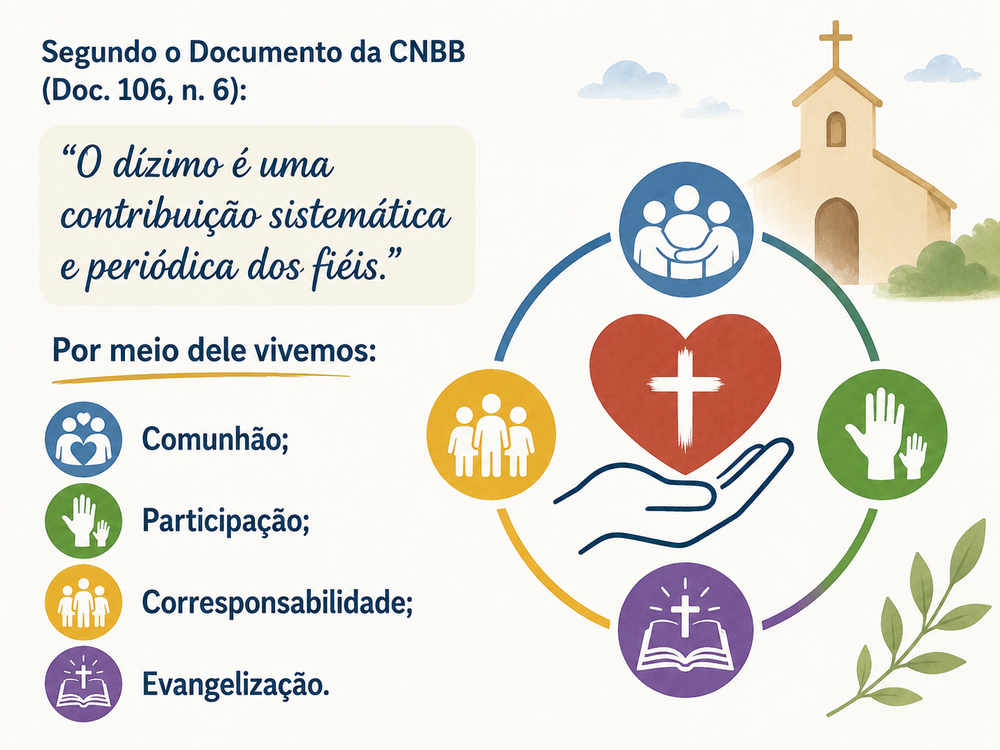 Segundo o Documento da CNBB
(Doc. 106, n. 6):
“O dízimo é uma
contribuição sistemática
e periódica dos fiéis.”
Por meio dele vivemos:
Comunhão;
Participação;
Corresponsabilidade;
Evangelização.